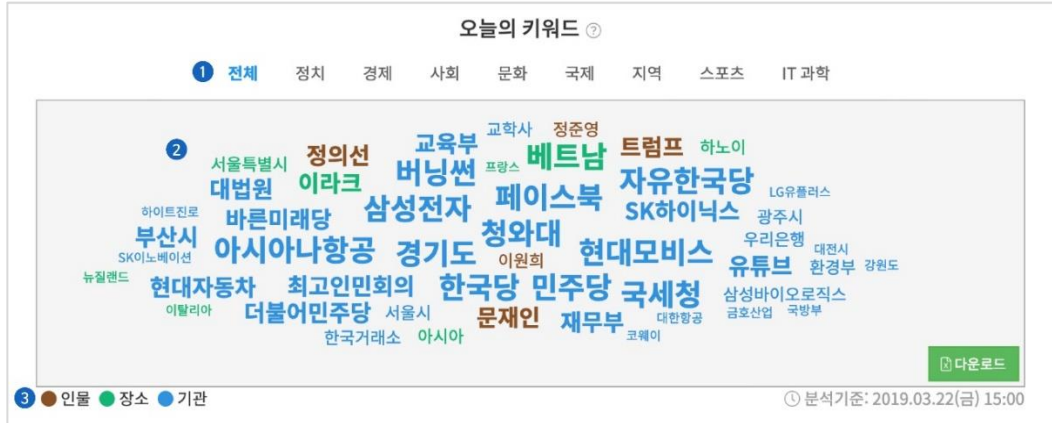 오늘의 키워드 ?
1 전체 정치 경제 사회 문화 국제 지역 스포츠 IT 과학
2
교학사 정준영
교육부 트럼프 하노이
서울특별시 정의선 버닝썬 프랑스 베트남
대법원 이라크 자유한국당
삼성전자 페이스북 LG유플러스
하이트진로 바른미래당 SK하이닉스 광주시
부산시 청와대 우리은행
SK이노베이션 아시아나항공 경기도 이원희 현대모비스 대전시
뉴질랜드 유튜브 환경부 강원도
현대자동차 최고인민회의 한국당 민주당 국세청 삼성바이오로직스
이탈리아 더불어민주당 서울시 문재인 재무부 대한항공 금호산업 국방부
한국거래소 아시아 코웨이
다운로드
3 인물 장소 기관 분석기준: 2019.03.22(금) 15:00